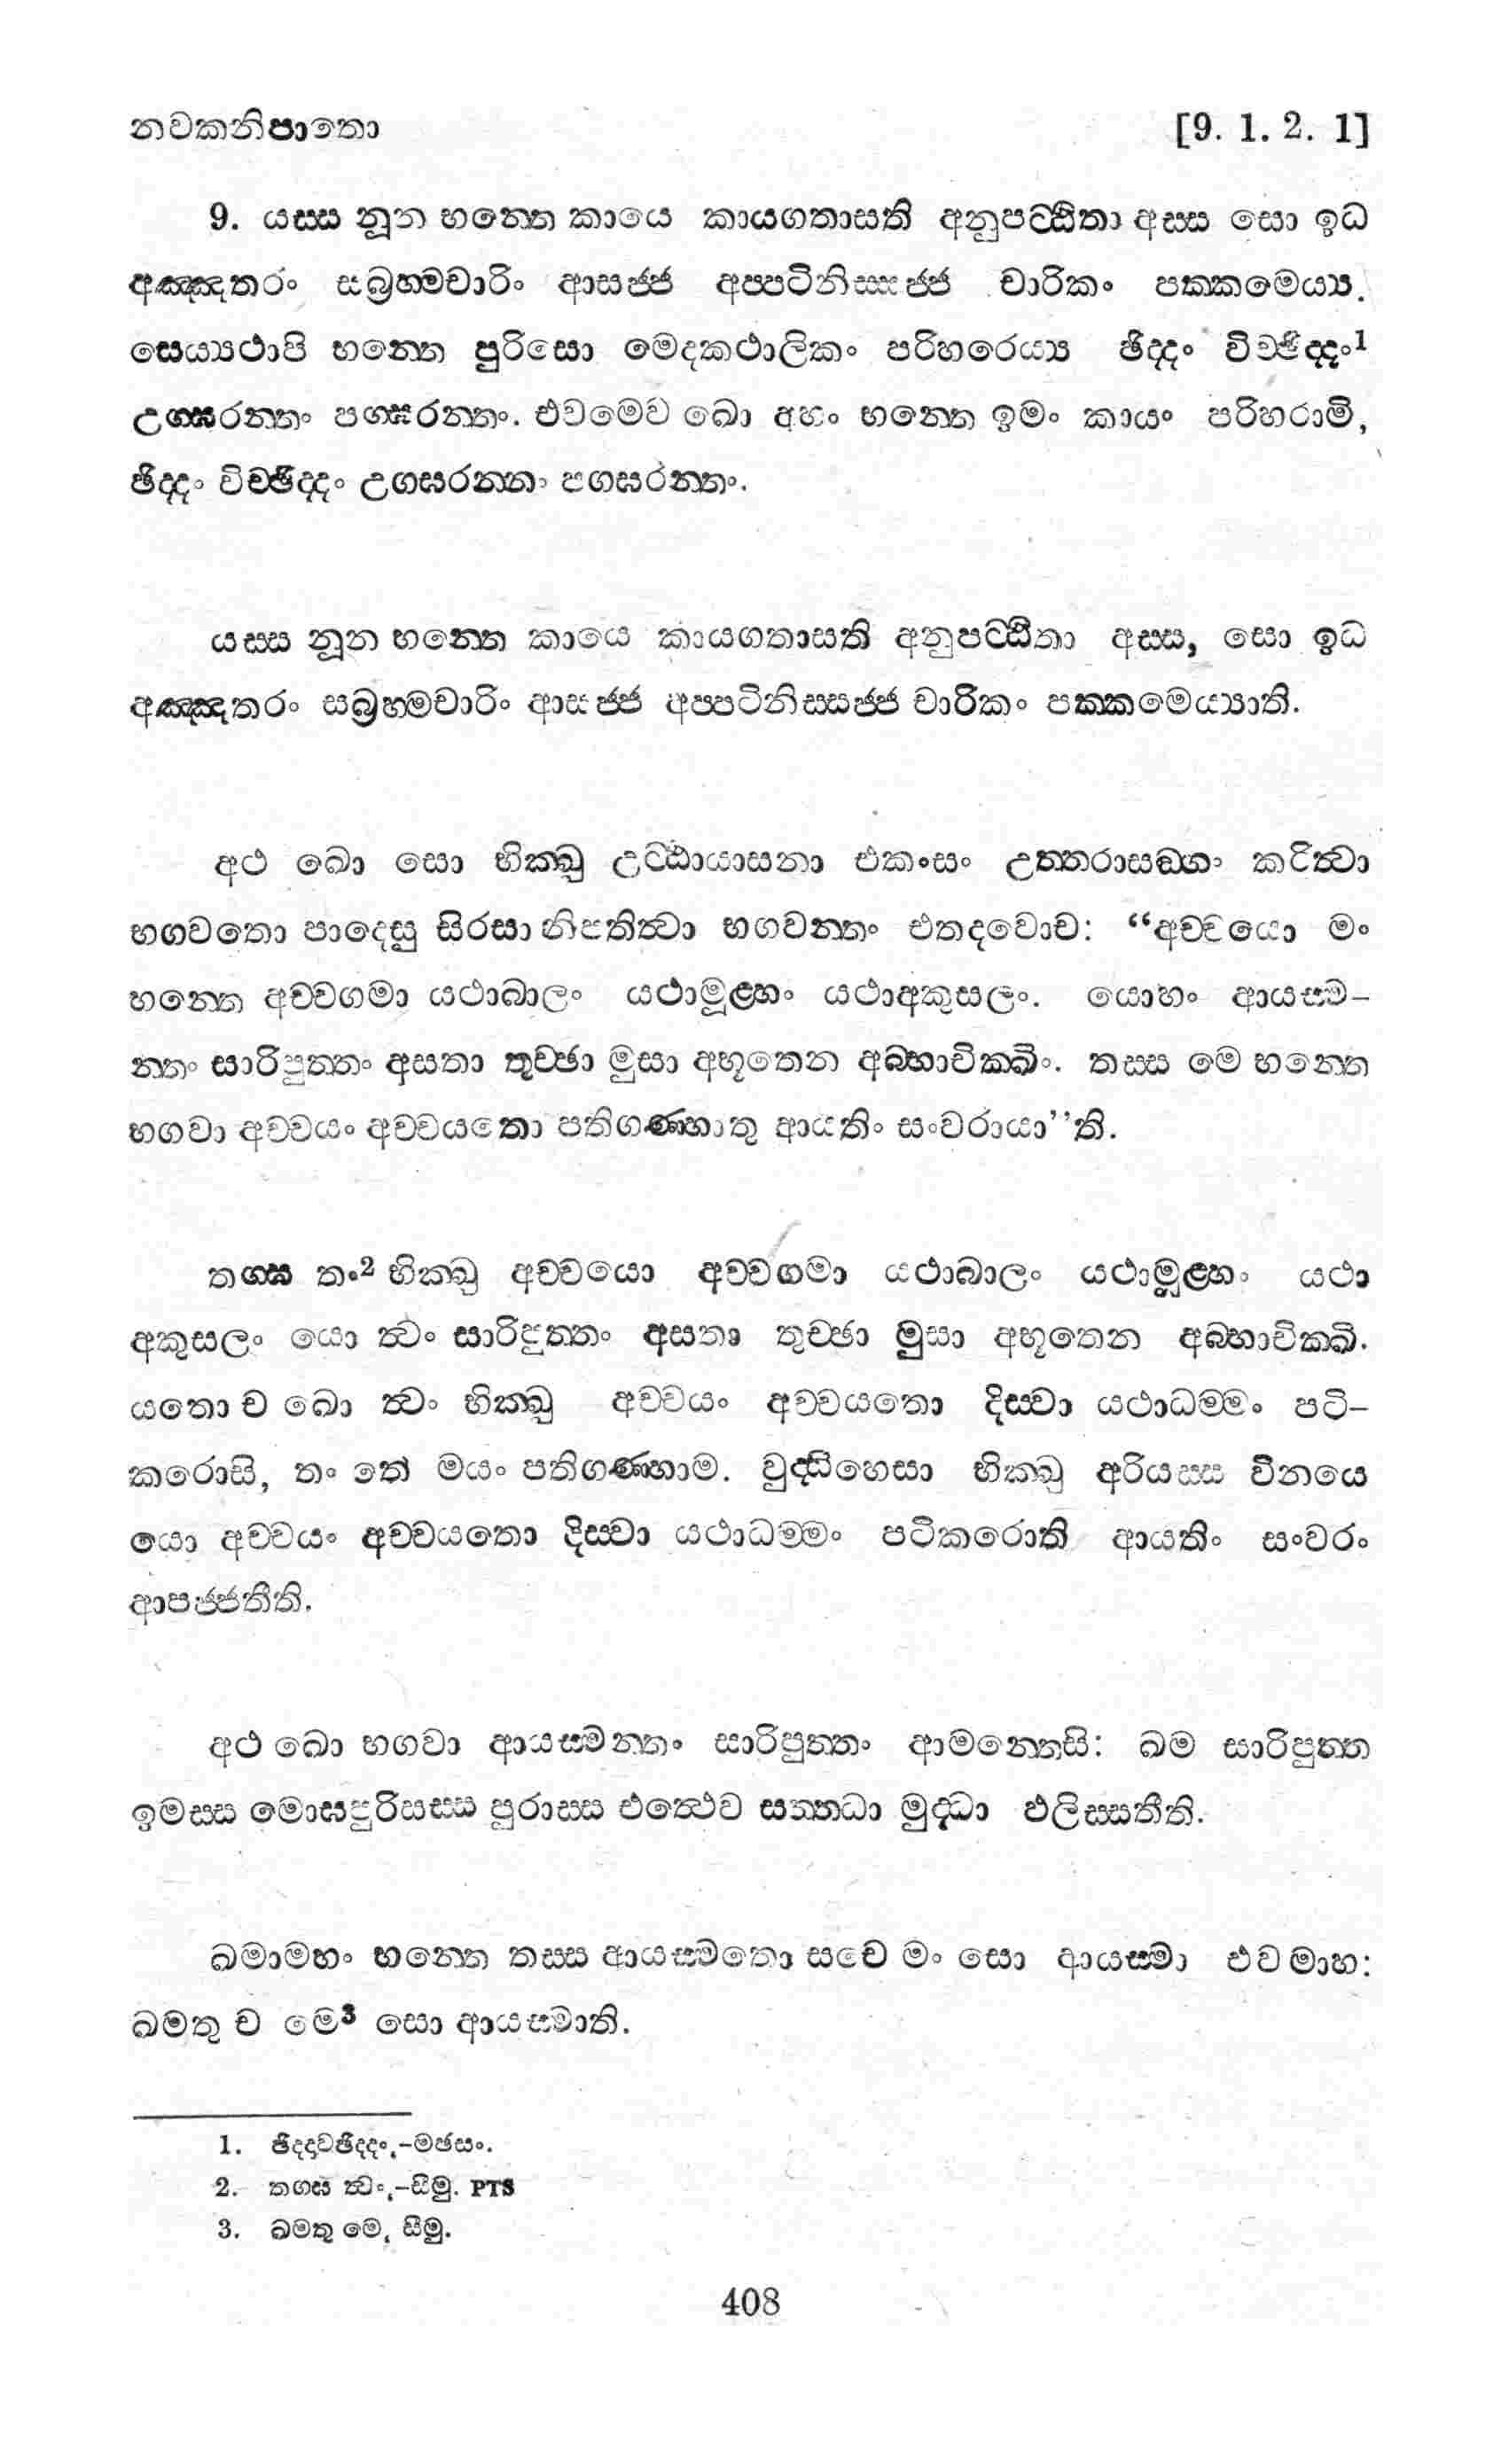 නවකනිපාතො [9. 1. 2. 1]
9. යස්ස නූන භන්තෙ කායෙ කායගතාසති අනුපට්ඨිතා අස්ස සො ඉධ
අඤ්ඤතරං සබ්‍රහ්මචාරිං ආසජ්ජ අප්පටිනිස්සජ්ජ චාරිකං පක්කමෙය්‍ය.
සෙය්‍යථාපි භන්තෙ පුරිසො මෙදකථාලිකං පරිහරෙය්‍ය ඡිද්දං විච්ඡිද්දං1
උග්ඝරන්තං පග්ඝරන්තං. එවමෙව ඛො අහං භන්තෙ ඉමං කායං පරිහරාමි,
ඡිද්දං විච්ඡිද්දං උග්ඝරන්තං පග්ඝරන්තං.
යස්ස නූන භන්තෙ කායෙ කායගතාසති අනුපට්ඨිතා අස්ස, සො ඉධ
අඤ්ඤතරං සබ්‍රහ්මචාරිං ආසජ්ජ අප්පටිනිස්සජ්ජ චාරිකං පක්කමෙය්‍යාති.
අථ ඛො සො භික්ඛු උට්ඨායාසනා එකංසං උත්තරාසඞ්ගං කරිත්‍වා
භගවතො පාදෙසු සිරසා නිපතිත්‍වා භගවන්තං එතදවොච: “අච්චයො මං
භන්තෙ අච්චගමා යථාබාලං යථාමූළ්හං යථාඅකුසලං. යොහං ආයස්ම–
න්තං සාරිපුත්තං අසතා තුච්ඡා මුසා අභූතෙන අබ්භාචික්ඛිං. තස්ස මෙ භන්තෙ
භගවා අච්චයං අච්චයතො පතිගණ්හාතු ආයතිං සංවරායා’’ති.
තග්ඝ තං2 භික්ඛු අච්චයො අච්චගමා යථාබාලං යථාමූළ්හං යථා
අකුසලං යො ත්‍වං සාරිපුත්තං අසතා තුච්ඡා මුසා අභූතෙන අබ්භාචික්ඛි.
යතො ච ඛො ත්‍වං භික්ඛු අච්චයං අච්චයතො දිස්වා යථාධම්මං පටි–
කරොසි, තං තේ මයං පතිගණ්හාම. වුද්ධිහෙසා භික්ඛු අරියස්ස විනයෙ
යො අච්චයං අච්චයතො දිස්වා යථාධම්මං පටිකරොති ආයතිං සංවරං
ආපජ්ජතීති.
අථ ඛො භගවා ආයස්මන්තං සාරිපුත්තං ආමන්තෙසි: ඛම සාරිපුත්ත
ඉමස්ස මොඝපුරිසස්ස පුරාස්ස එත්‍ථෙව සත්තධා මුද්ධා ඵලිස්සතීති.
ඛමාමහං භන්තෙ තස්ස ආයස්මතො සචෙ මං සො ආයස්මා එවමාහ:
ඛමතු ච මෙ3 සො ආයස්මාති.
1. ඡිද්දාවඡිද්දං,–මඡසං.
2. තග්ඝ ත්‍වං,–සීමු. PTS
3. ඛමතු මෙ, සීමු.
408